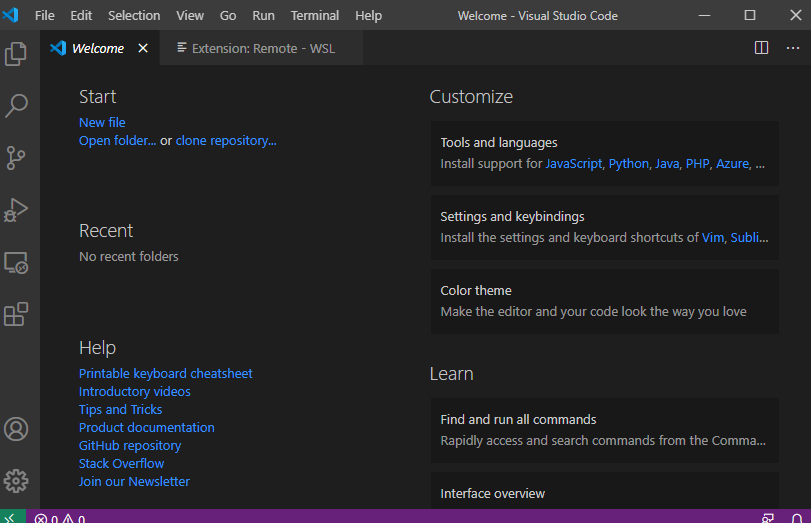 File Edit Selection View Go Run Terminal Help Welcome - Visual Studio Code
Welcome Extension: Remote - WSL
Start
New file
Open folder... or clone repository...
Recent
No recent folders
Help
Printable keyboard cheatsheet
Introductory videos
Tips and Tricks
Product documentation
GitHub repository
Stack Overflow
Join our Newsletter
Customize
Tools and languages
Install support for JavaScript, Python, Java, PHP, Azure, ...
Settings and keybindings
Install the settings and keyboard shortcuts of Vim, Subli...
Color theme
Make the editor and your code look the way you love
Learn
Find and run all commands
Rapidly access and search commands from the Comma...
Interface overview
0 0